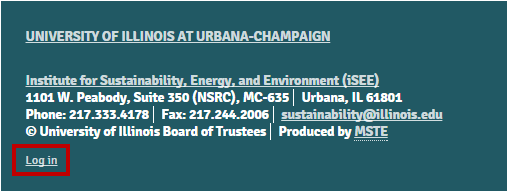 UNIVERSITY OF ILLINOIS AT URBANA-CHAMPAIGN
Institute for Sustainability, Energy, and Environment (iSEE)
1101 W. Peabody, Suite 350 (NSRC), MC-635 | Urbana, IL 61801
Phone: 217.333.4178 | Fax: 217.244.2006 | sustainability@illinois.edu
© University of Illinois Board of Trustees | Produced by MSTE
Log in